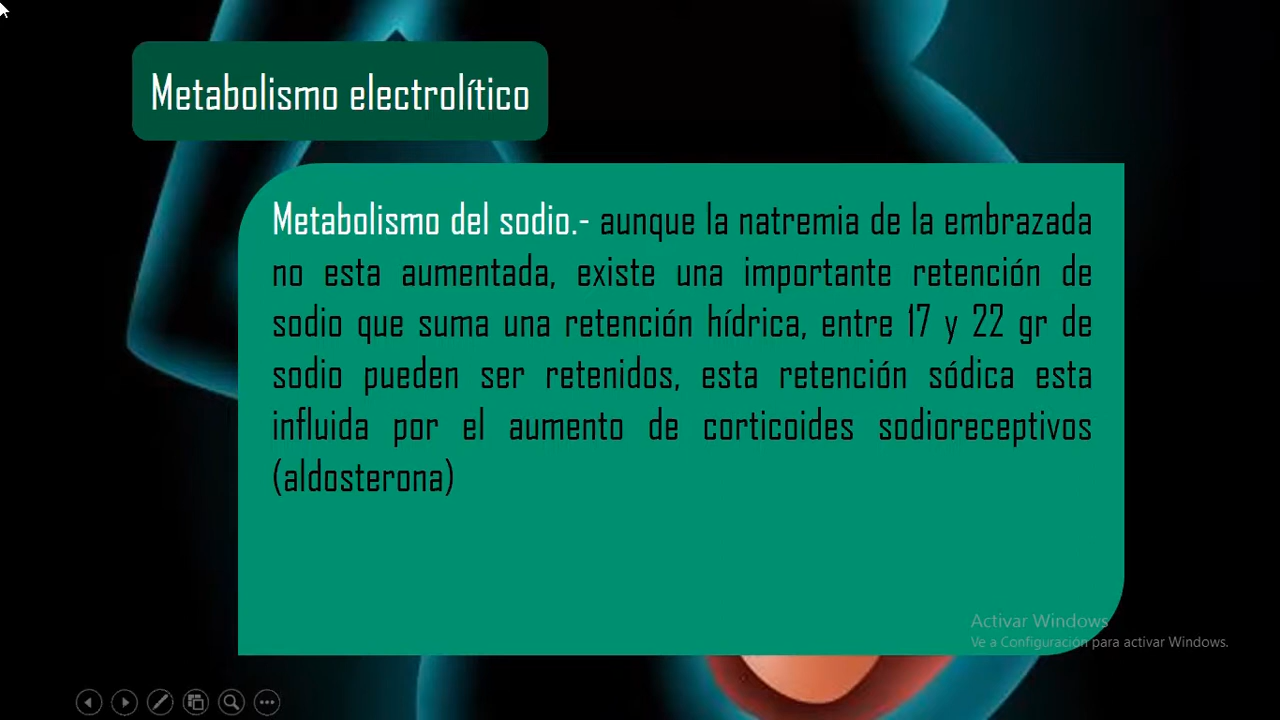 Metabolismo electrolítico
Metabolismo del sodio.- aunque la natremia de la embrazada
no esta aumentada, existe una importante retención de
sodio que suma una retención hídrica, entre 17 y 22 gr de
sodio pueden ser retenidos, esta retención sódica esta
influida por el aumento de corticoides sodioreceptivos
(aldosterona)
Activar Windows
Ve a Configuración para activar Windows.